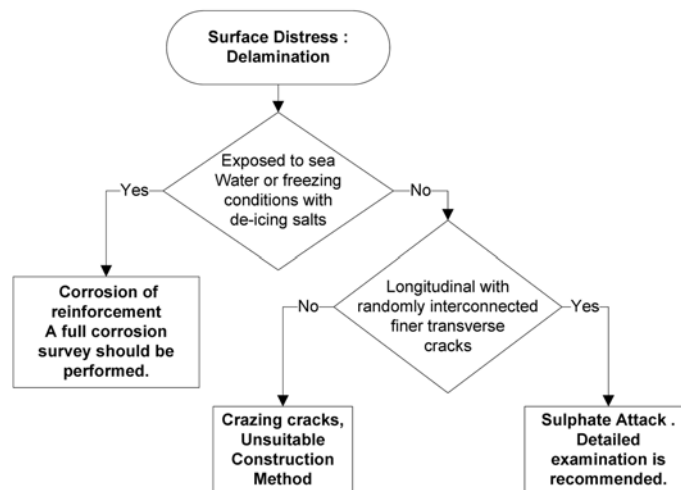 Surface Distress :
Delamination
Exposed to sea
Water or freezing
conditions with
de-icing salts
Yes
No
Longitudinal with
randomly interconnected
finer transverse
cracks
No
Yes
Corrosion of
reinforcement
A full corrosion
survey should be
performed.
Crazing cracks,
Unsuitable
Construction
Method
Sulphate Attack .
Detailed
examination is
recommended.